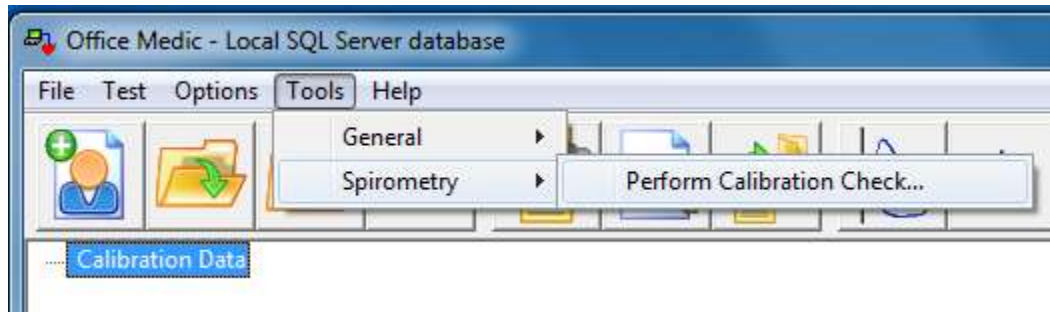 Office Medic - Local SQL Server database
File Test Options Tools Help
General
Spirometry
Perform Calibration Check...
Calibration Data